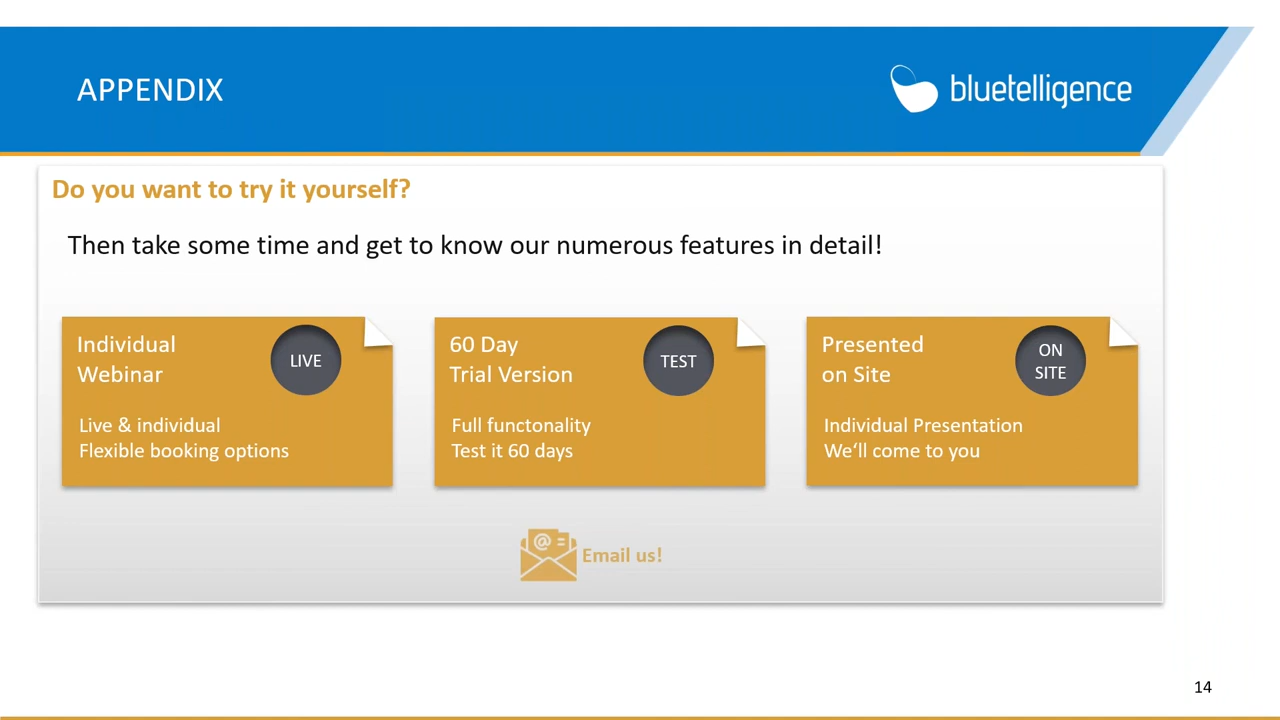 APPENDIX
bluetelligence
Do you want to try it yourself?
Then take some time and get to know our numerous features in detail!
Individual
Webinar
LIVE
Live & individual
Flexible booking options
60 Day
Trial Version
TEST
Full functonality
Test it 60 days
Presented
on Site
ON
SITE
Individual Presentation
We‘ll come to you
@
Email us!
14